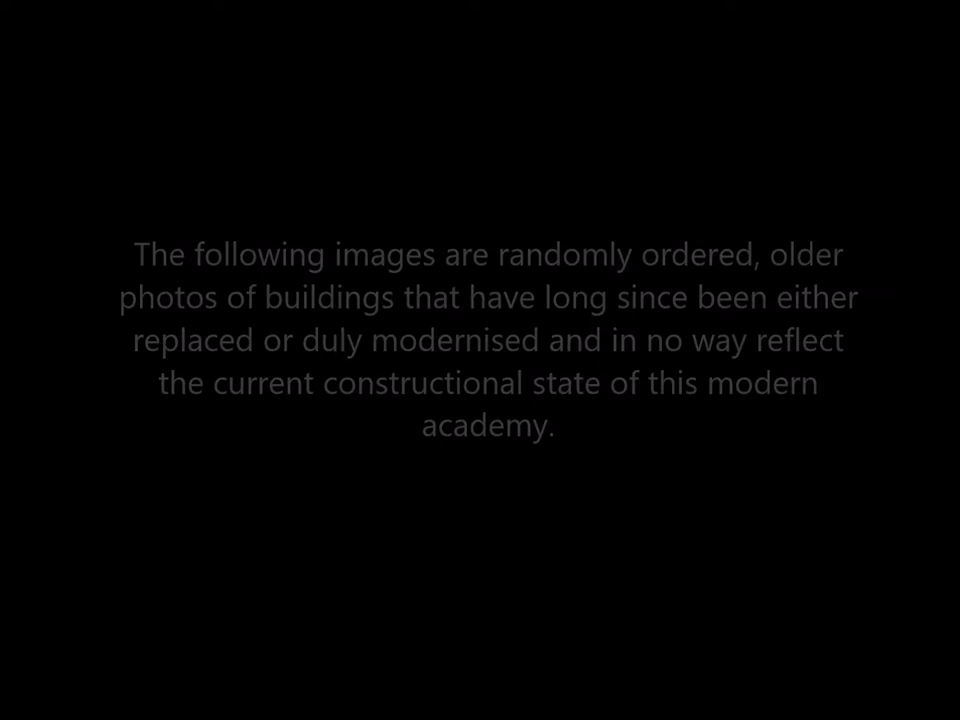 The following images are randomly ordered, older
photos of buildings that have long since been either
replaced or duly modernised and in no way reflect
the current constructional state of this modern
academy.